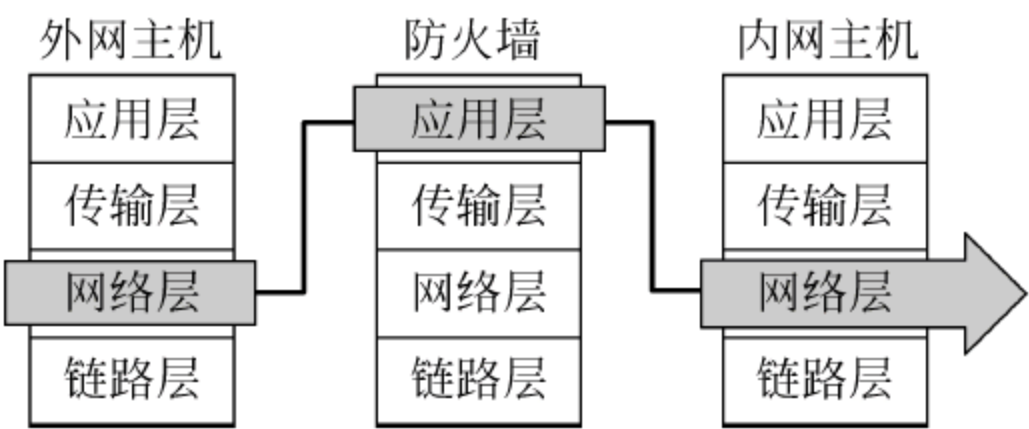 外网主机 防火墙 内网主机
应用层 应用层 应用层
传输层 传输层 传输层
网络层 网络层 网络层
链路层 链路层 链路层